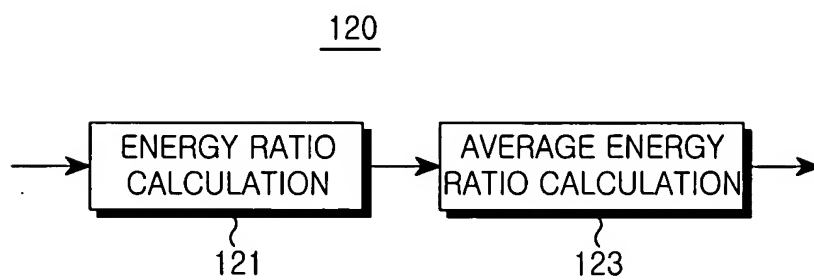 120
ENERGY RATIO
CALCULATION
AVERAGE ENERGY
RATIO CALCULATION
121
123